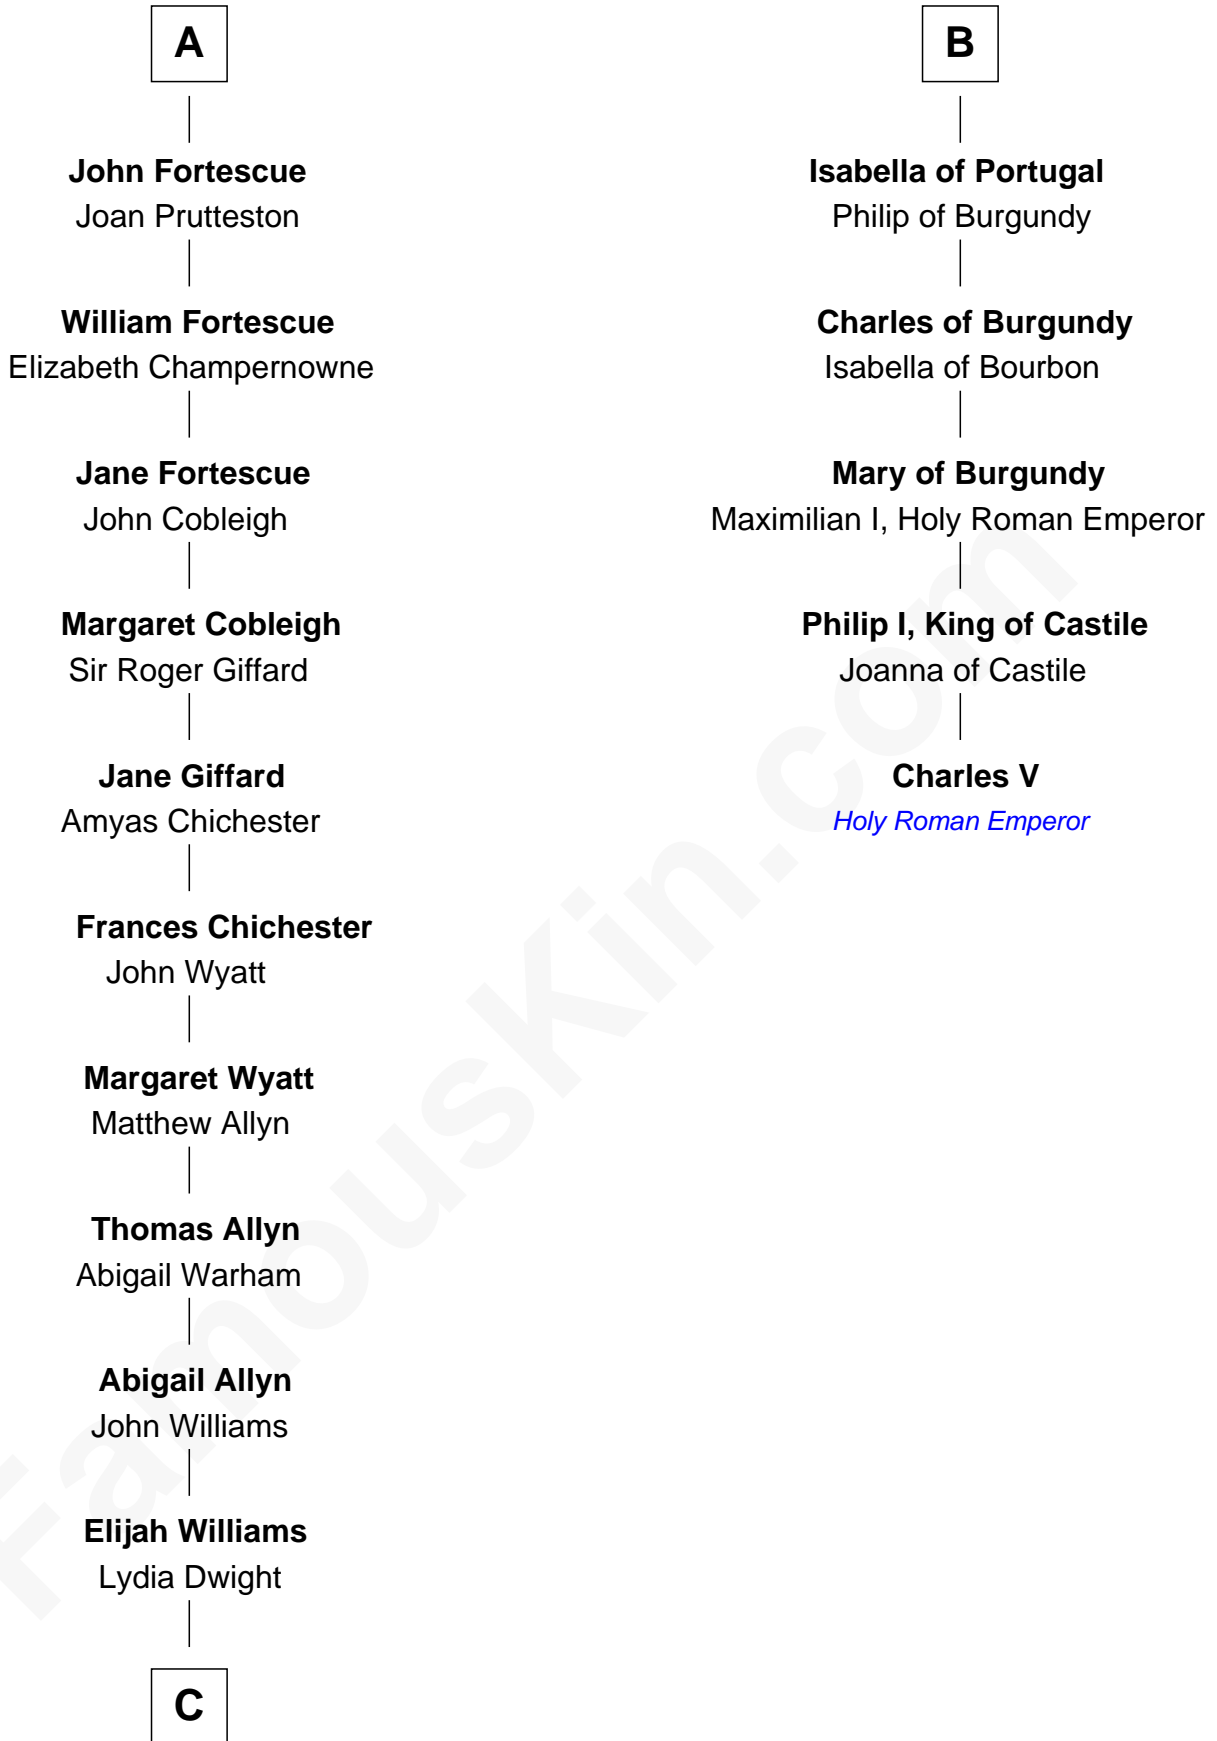 A
John Fortescue
Joan Prutteston
William Fortescue
Elizabeth Champernowne
Jane Fortescue
John Cobleigh
Margaret Cobleigh
Sir Roger Giffard
Jane Giffard
Amyas Chichester
Frances Chichester
John Wyatt
Margaret Wyatt
Matthew Allyn
Thomas Allyn
Abigail Warham
Abigail Allyn
John Williams
Elijah Williams
Lydia Dwight
C
B
Isabella of Portugal
Philip of Burgundy
Charles of Burgundy
Isabella of Bourbon
Mary of Burgundy
Maximilian I, Holy Roman Emperor
Philip I, King of Castile
Joanna of Castile
Charles V
Holy Roman Emperor
FamousKin.com